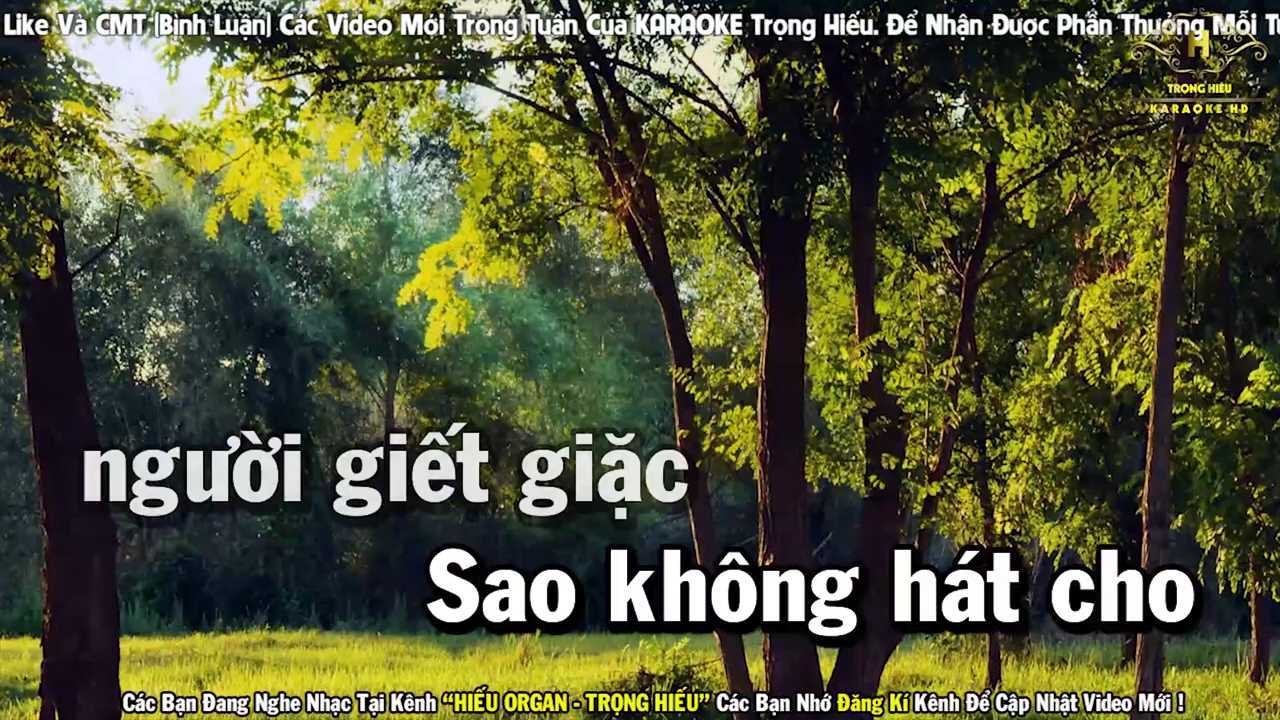 Like Và CMT (Bình Luận) Các Video Mới Trong Tuần Của KARAOKE Trọng Hiếu. Để Nhận Được Phần Thưởng Mỗi
H
TRỌNG HIẾU
KARAOKE HD
người giết giặc
Sao không hát cho
Các Bạn Đang Nghe Nhạc Tại Kênh “HIẾU ORGAN - TRỌNG HIẾU” Các Bạn Nhớ Đăng Kí Kênh Để Cập Nhật Video Mới !